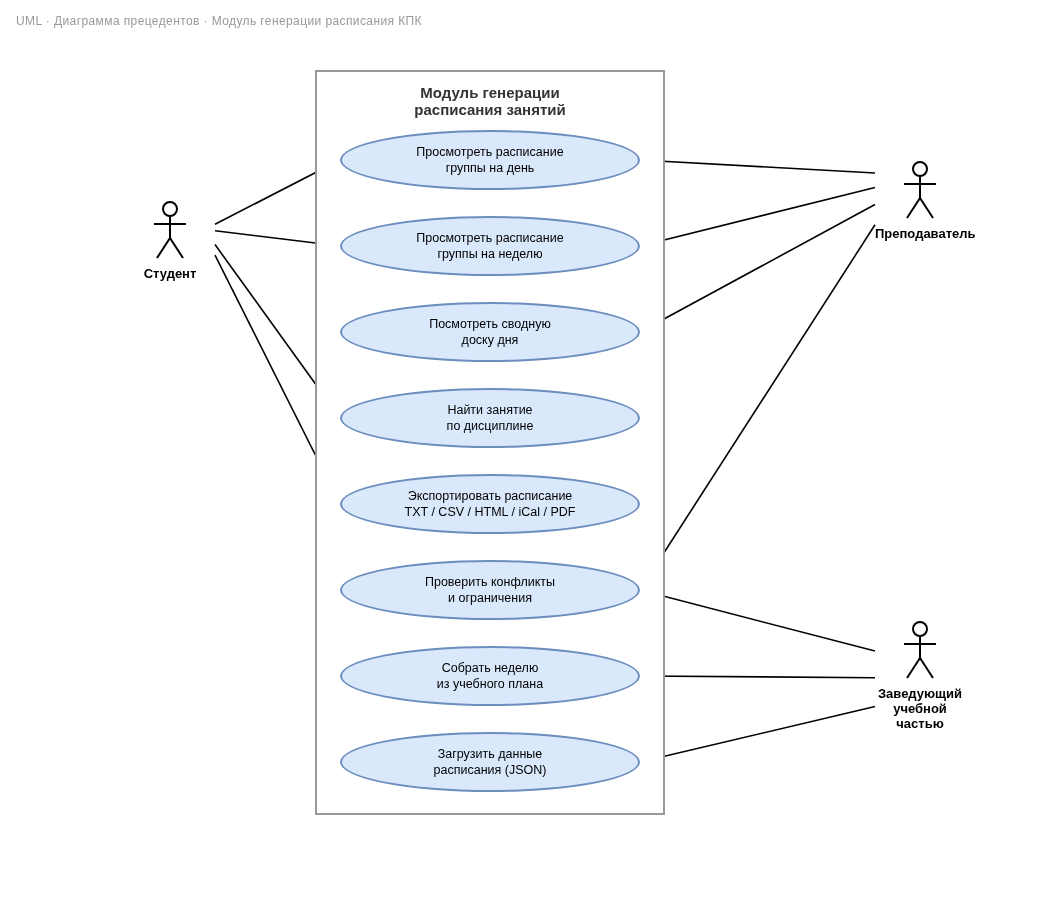 UML · Диаграмма прецедентов · Модуль генерации расписания КПК
Модуль генерации
расписания занятий
Просмотреть расписание
группы на день
Просмотреть расписание
группы на неделю
Посмотреть сводную
доску дня
Найти занятие
по дисциплине
Экспортировать расписание
TXT / CSV / HTML / iCal / PDF
Проверить конфликты
и ограничения
Собрать неделю
из учебного плана
Загрузить данные
расписания (JSON)
Студент
Преподаватель
Заведующий
учебной
частью